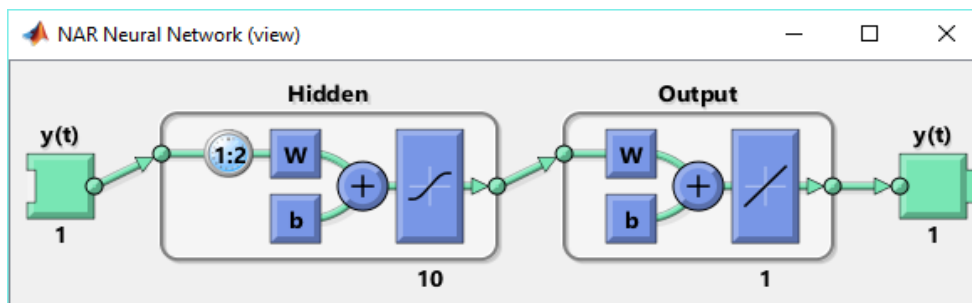 NAR Neural Network (view)
Hidden
Output
y(t)
1:2
W
b
+
W
b
+
y(t)
1
10
1
1